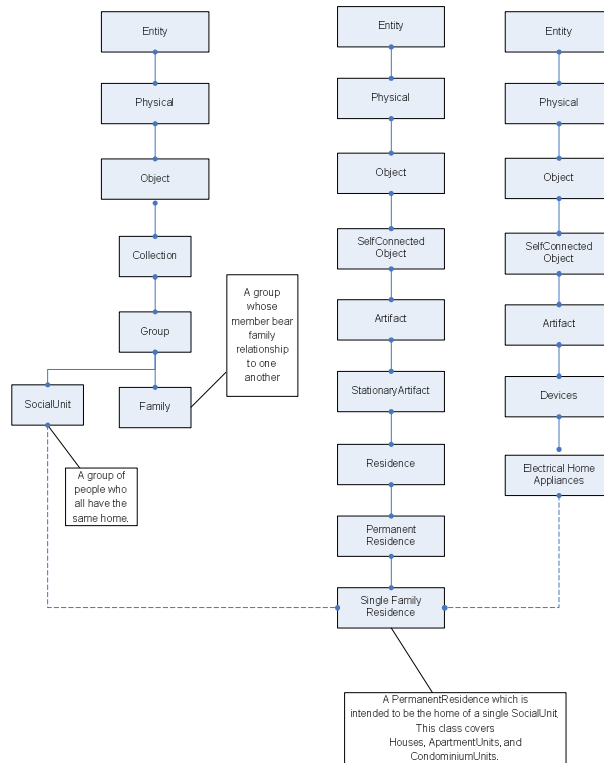 Entity
Physical
Object
Collection
Group
SocialUnit
Family
A group
whose
member bear
family
relationship
to one
another
A group of
people who
all have the
same home.
Entity
Physical
Object
SelfConnected
Object
Artifact
StationaryArtifact
Residence
Permanent
Residence
Single Family
Residence
A PermanentResidence which is
intended to be the home of a single SocialUnit,
This class covers
Houses, ApartmentUnits, and
CondominiumUnits.
Entity
Physical
Object
SelfConnected
Object
Artifact
Devices
Electrical Home
Appliances